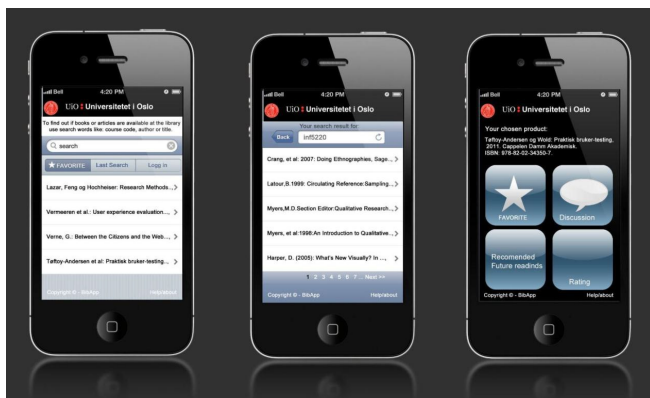 Bell 4:20 PM
UiO Universitetet i Oslo
To find out if books or articles are available at the library
use search words like: course code, author or title.
search
FAVORITE Last Search Logg in
Lazar, Feng og Hochheiser: Research Methods...
Vermeeren et al.: User experience evaluation...
Verne, G.: Between the Citizens and the Web...,
Tøftoy-Andersen et al: Praktisk bruker-testing...
Copyright © - BibApp Help/about
Bell 4:20 PM
UiO Universitetet i Oslo
Your search result for:
Back inf5220
Crang, et al: 2007: Doing Ethnographies, Sage...
Latour,B.1999: Circulating Reference:Sampling...
Myers,M.D.Section Editor:Qualitative Research...
Myers, et al:1998:An Introduction to Qualitative...
Harper, D. (2005): What's New Visually? In ...,
1 2 3 4 5 6 7 ... Next >>
Copyright © - BibApp Help/about
Bell 4:20 PM
UiO Universitetet i Oslo
Your chosen product:
Tøftoy-Andersen og Wold: Praktisk bruker-testing,
2011. Cappelen Damm Akademisk.
ISSN: 978-82-02-34350-7.
FAVORITE Discussion
Recomended
Future readinds
Rating
Copyright © - BibApp Help/about